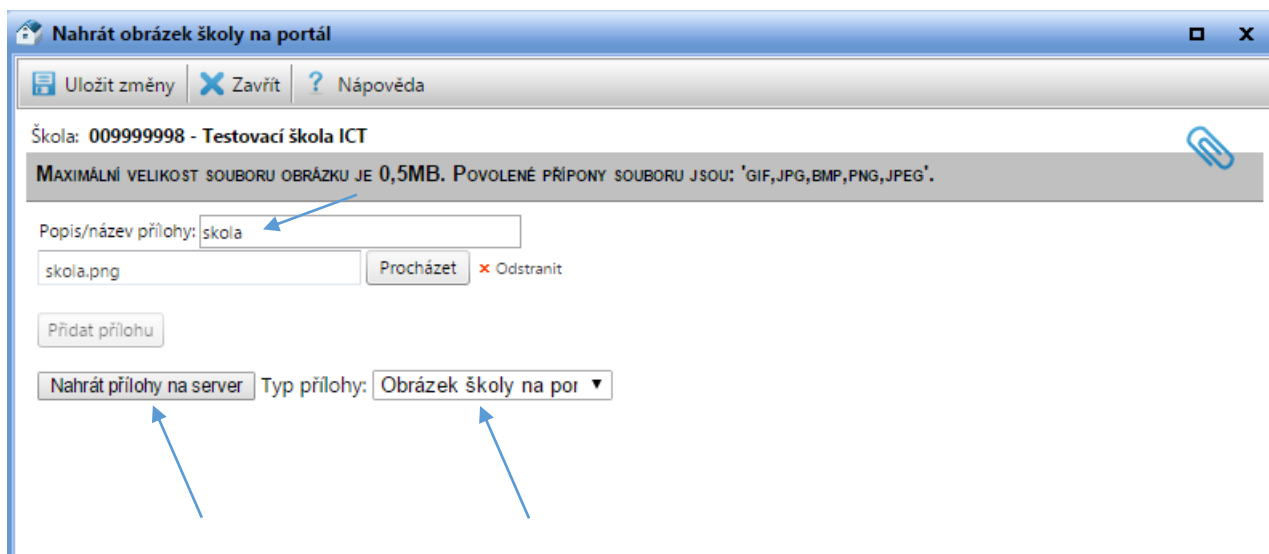 Nahrát obrázek školy na portál
Uložit změny Zavřít ? Nápověda
Škola: 009999998 - Testovací škola ICT
MAXIMÁLNÍ VELIKOST SOUBORU OBRÁZKU JE 0,5MB. POVOLENÉ PŘÍPONY SOUBORU JSOU: 'GIF,JPG,BMP,PNG,JPEG'.
Popis/název přílohy: skola
skola.png Procházet × Odstranit
Přidat přílohu
Nahrát přílohy na server Typ přílohy: Obrázek školy na por